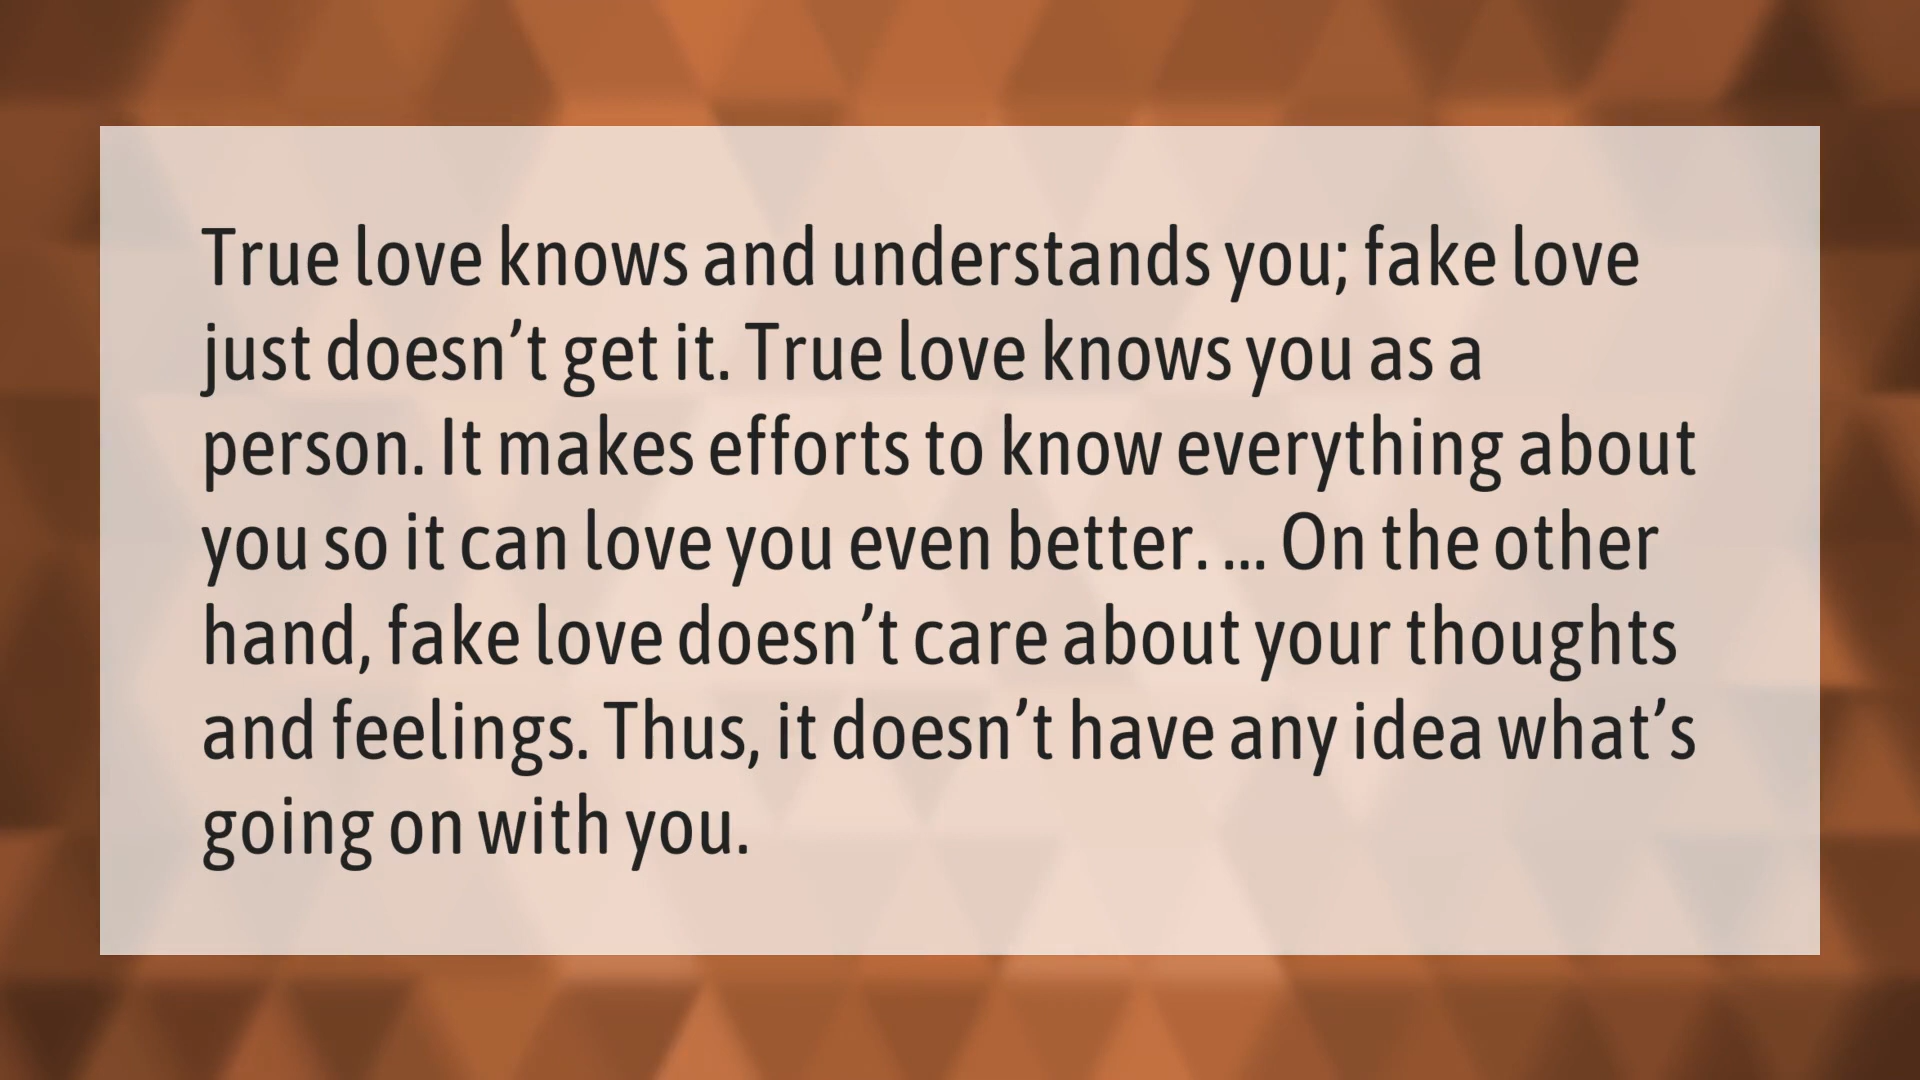 True love knows and understands you; fake love
just doesn’t get it. True love knows you as a
person. It makes efforts to know everything about
you so it can love you even better. ... On the other
hand, fake love doesn’t care about your thoughts
and feelings. Thus, it doesn’t have any idea what’s
going on with you.